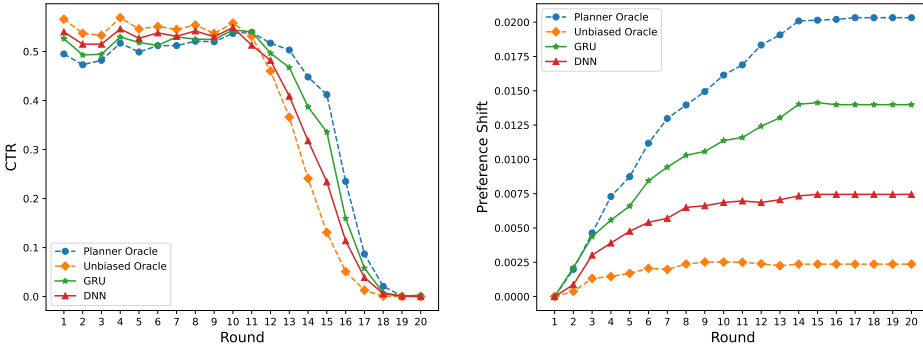 CTR
0.5
0.4
0.3
0.2
0.1
0.0
Planner Oracle
Unbiased Oracle
GRU
DNN
1 2 3 4 5 6 7 8 9 10 11 12 13 14 15 16 17 18 19 20
Round
Preference Shift
0.0200
0.0175
0.0150
0.0125
0.0100
0.0075
0.0050
0.0025
0.0000
Planner Oracle
Unbiased Oracle
GRU
DNN
1 2 3 4 5 6 7 8 9 10 11 12 13 14 15 16 17 18 19 20
Round